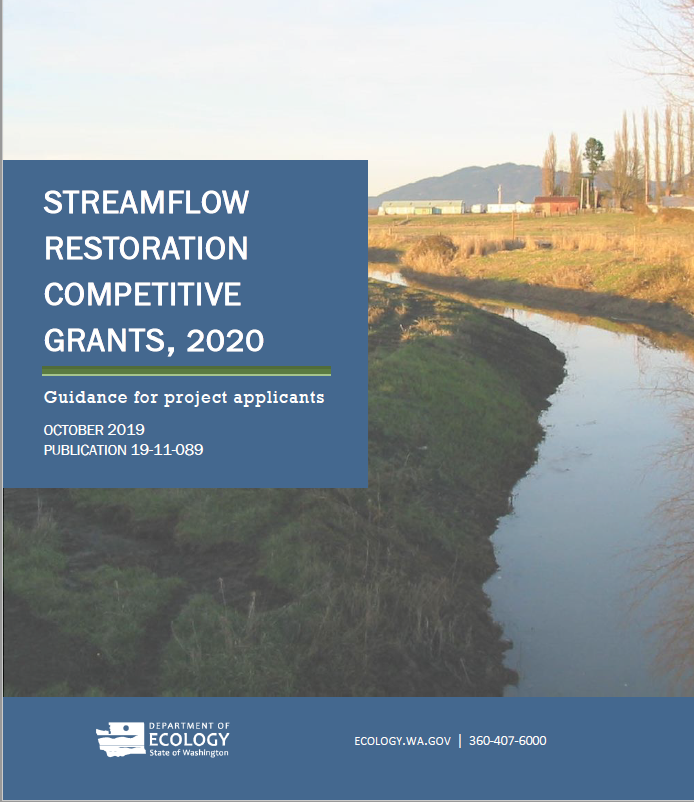 STREAMFLOW
RESTORATION
COMPETITIVE
GRANTS, 2020
Guidance for project applicants
OCTOBER 2019
PUBLICATION 19-11-089
DEPARTMENT OF
ECOLOGY
State of Washington
ECOLOGY.WA.GOV | 360-407-6000